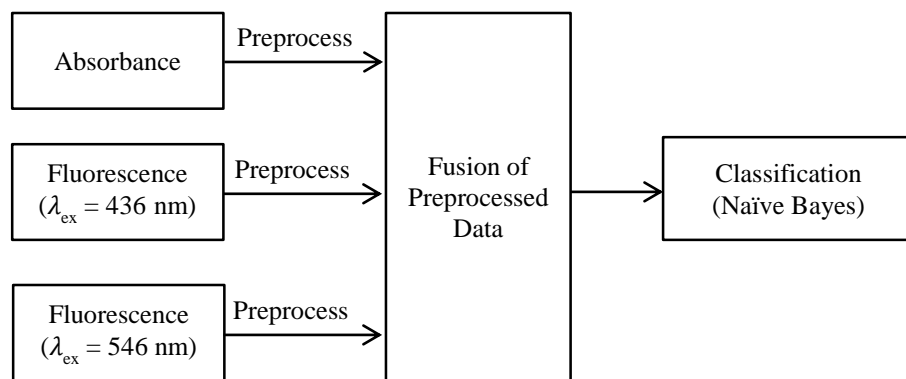 Absorbance
Preprocess
Fluorescence
(λex = 436 nm)
Preprocess
Fluorescence
(λex = 546 nm)
Preprocess
Fusion of
Preprocessed
Data
Classification
(Naïve Bayes)